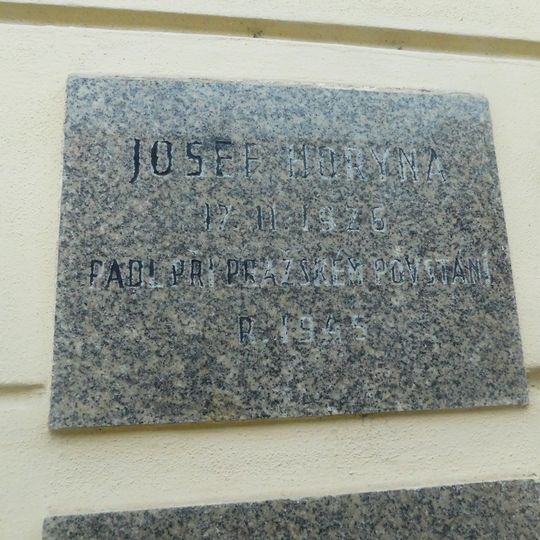 JOSEF HORYNA
17. 11. 1926
PADL PŘI PRAŽSKÉM POVSTÁNÍ
R. 1945